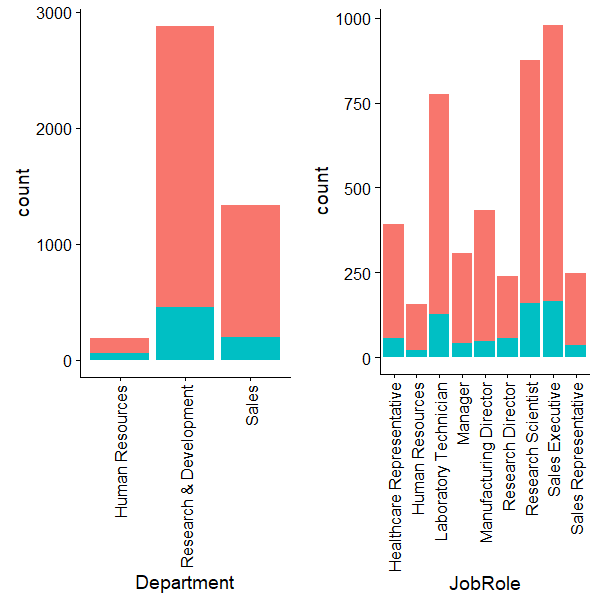 3000
2000
1000
0
count
Human Resources
Research & Development
Sales
Department
1000
750
500
250
0
count
Healthcare Representative
Human Resources
Laboratory Technician
Manager
Manufacturing Director
Research Director
Research Scientist
Sales Executive
Sales Representative
JobRole